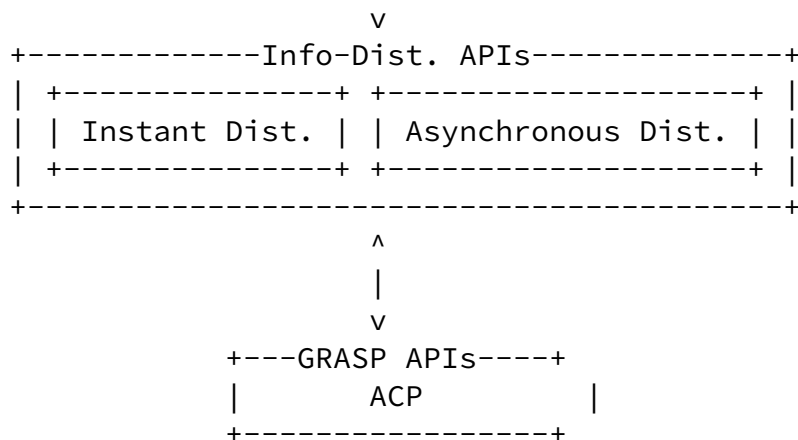 v
+-------------Info-Dist. APIs--------------+
| +---------------+ +--------------------+ |
| | Instant Dist. | | Asynchronous Dist. | |
| +---------------+ +--------------------+ |
+------------------------------------------+
^
|
v
+---GRASP APIs----+
| ACP |
+-----------------+